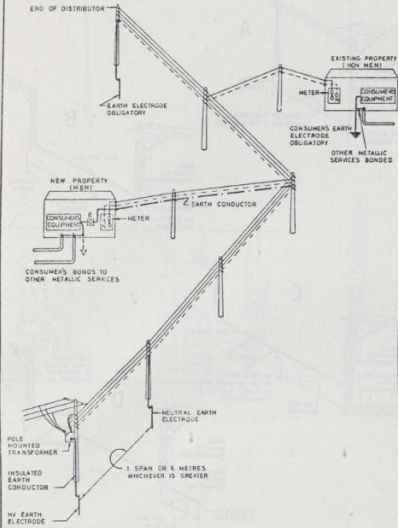 END OF DISTRIBUTOR
EXISTING PROPERTY
(NON MEN)
METER
CONSUMERS
EQUIPMENT
EARTH ELECTRODE
OBLIGATORY
CONSUMER'S EARTH
ELECTRODE
OBLIGATORY
OTHER METALLIC
SERVICES BONDED
NEW PROPERTY
(MEN)
EARTH CONDUCTOR
CONSUMERS
EQUIPMENT
E
METER
CONSUMER'S BONDS TO
OTHER METALLIC SERVICES
NEUTRAL EARTH
ELECTRODE
POLE
MOUNTED
TRANSFORMER
1 SPAN OR 6 METRES
WHICHEVER IS GREATER
INSULATED
EARTH
CONDUCTOR
HV EARTH
ELECTRODE